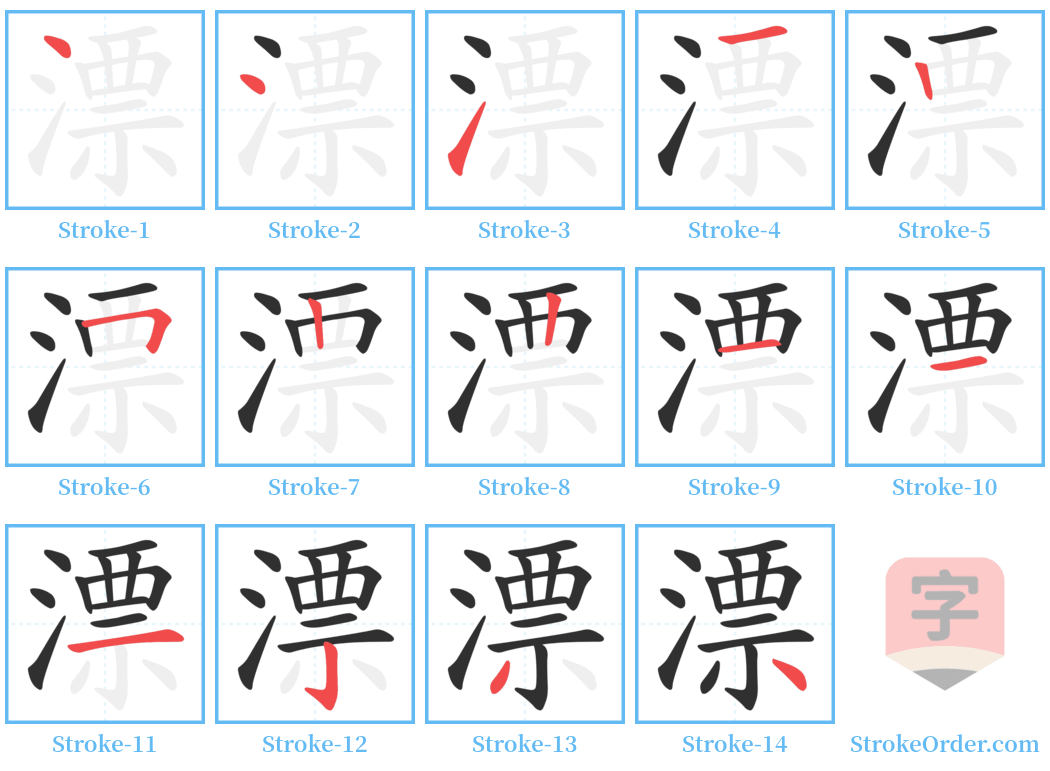 漂 漂 漂 漂 漂
Stroke-1 Stroke-2 Stroke-3 Stroke-4 Stroke-5
漂 漂 漂 漂 漂
Stroke-6 Stroke-7 Stroke-8 Stroke-9 Stroke-10
漂 漂 漂 漂 字
Stroke-11 Stroke-12 Stroke-13 Stroke-14 StrokeOrder.com